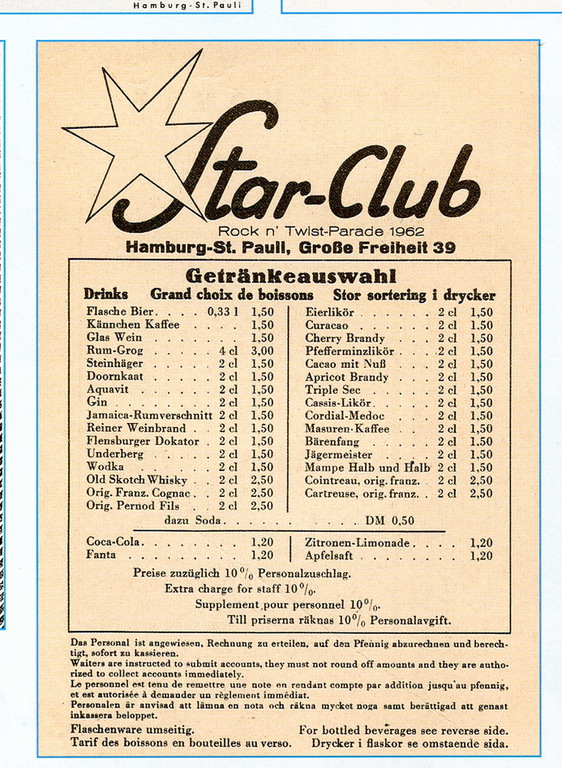 Hamburg-St. Pauli
Star-Club
Rock n' Twist-Parade 1962
Hamburg-St. Pauli, Große Freiheit 39
Getränkeauswahl
Drinks Grand choix de boissons Stor sortering i drycker
Flasche Bier. . . . . 0,33 l 1,50
Kännchen Kaffee . . . . . 1,50
Glas Wein . . . . . . . 1,50
Rum-Grog . . . . . 4 cl 3,00
Steinhäger . . . . . 2 cl 1,50
Doornkaat . . . . . 2 cl 1,50
Aquavit . . . . . . 2 cl 1,50
Gin . . . . . . . . 2 cl 1,50
Jamaica-Rumverschnitt 2 cl 1,50
Reiner Weinbrand . . 2 cl 1,50
Flensburger Dokator . 2 cl 1,50
Underberg . . . . . 2 cl 1,50
Wodka . . . . . . 2 cl 1,50
Old Skotch Whisky . . 2 cl 2,50
Orig. Franz. Cognac . . 2 cl 2,50
Orig. Pernod Fils . . . 2 cl 2,50
Eierlikör . . . . . . 2 cl 1,50
Curacao . . . . . . 2 cl 1,50
Cherry Brandy . . . . 2 cl 1,50
Pfefferminzlikör . . . . 2 cl 1,50
Cacao mit Nuß . . . . 2 cl 1,50
Apricot Brandy . . . . 2 cl 1,50
Triple Sec . . . . . 2 cl 1,50
Cassis-Likör. . . . . 2 cl 1,50
Cordial-Medoc . . . . 2 cl 1,50
Masuren-Kaffee . . . . 2 cl 1,50
Bärenfang . . . . . 2 cl 1,50
Jägermeister . . . . . 2 cl 1,50
Mampe Halb und Halb 2 cl 1,50
Cointreau, orig. franz. . 2 cl 2,50
Cartreuse, orig. franz. . 2 cl 2,50
dazu Soda. . . . . . . . . . . DM 0,50
Coca-Cola. . . . . . . . 1,20
Fanta . . . . . . . . . 1,20
Zitronen-Limonade . . . . . 1,20
Apfelsaft . . . . . . . . 1,20
Preise zuzüglich 10% Personalzuschlag.
Extra charge for staff 10%.
Supplement pour personnel 10%.
Till priserna räknas 10% Personalavgift.
Das Personal ist angewiesen, Rechnung zu erteilen, auf den Pfennig abzurechnen und berech-
tigt, sofort zu kassieren.
Waiters are instructed to submit accounts, they must not round off amounts and they are autho-
rized to collect accounts immediately.
Le personnel est tenu de remettre une note en rendant compte par addition jusqu'au pfennig,
et est autorisée à demander un règlement immédiat.
Personalen är anvisad att lämna en nota och räkna mycket noga samt berättigad att genast
inkassera beloppet.
Flaschenware umseitig. For bottled beverages see reverse side.
Tarif des boissons en bouteilles au verso. Drycker i flaskor se omstaende sida.